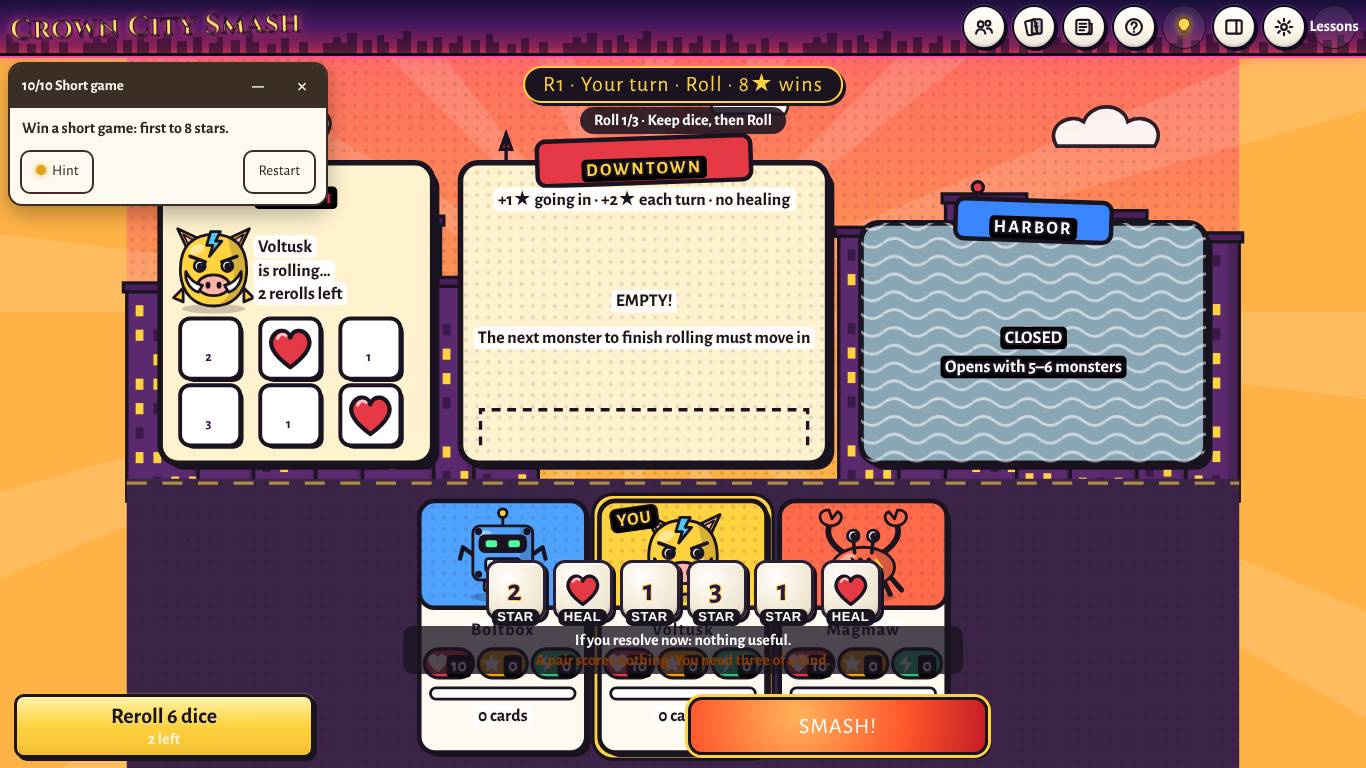 CROWN CITY SMASH
Lessons
10/10 Short game
Win a short game: first to 8 stars.
Hint
Restart
R1 · Your turn · Roll · 8★ wins
Roll 1/3 · Keep dice, then Roll
Voltusk
is rolling…
2 rerolls left
2
1
3
1
DOWNTOWN
+1★ going in · +2★ each turn · no healing
EMPTY!
The next monster to finish rolling must move in
HARBOR
CLOSED
Opens with 5–6 monsters
YOU
2
1
3
1
STAR
HEAL
STAR
STAR
STAR
HEAL
Boltbox
Voltusk
Magmaw
If you resolve now: nothing useful.
A pair scores nothing. You need three of a kind.
10
0
0
10
0
0
10
0
0
0 cards
0 ca
Reroll 6 dice
2 left
SMASH!